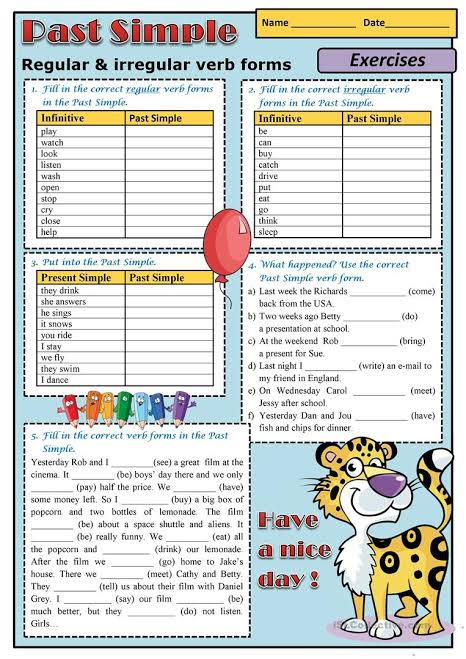 Past Simple
Name ______________ Date____________
Regular & irregular verb forms
Exercises
1. Fill in the correct regular verb forms
in the Past Simple.
Infinitive Past Simple
play
watch
look
listen
wash
open
stop
cry
close
help
2. Fill in the correct irregular verb
forms in the Past Simple.
Infinitive Past Simple
be
can
buy
catch
drive
put
eat
go
think
sleep
3. Put into the Past Simple.
Present Simple Past Simple
they drink
she answers
he sings
it snows
you ride
I stay
we fly
they swim
I dance
4. What happened? Use the correct
Past Simple verb form.
a) Last week the Richards __________ (come)
back from the USA.
b) Two weeks ago Betty __________ (do)
a presentation at school.
c) At the weekend Rob __________ (bring)
a present for Sue.
d) Last night I __________ (write) an e-mail to
my friend in England.
e) On Wednesday Carol __________ (meet)
Jessy after school.
f) Yesterday Dan and Jou __________ (have)
fish and chips for dinner.
5. Fill in the correct verb forms in the Past
Simple.
Yesterday Rob and I ________(see) a great film at the
cinema. It ________ (be) boys' day there and we only
________ (pay) half the price. We ________ (have)
some money left. So I ________ (buy) a big box of
popcorn and two bottles of lemonade. The film
________ (be) about a space shuttle and aliens. It
________ (be) really funny. We ________ (eat) all
the popcorn and ________ (drink) our lemonade.
After the film we ________ (go) home to Jake's
house. There we ________ (meet) Cathy and Betty.
They ________ (tell) us about their film with Daniel
Grey. I ________ (say) our film ________ (be)
much better, but they ________ (do) not listen.
Girls…
Have
a nice
day !
iSLCollective.com